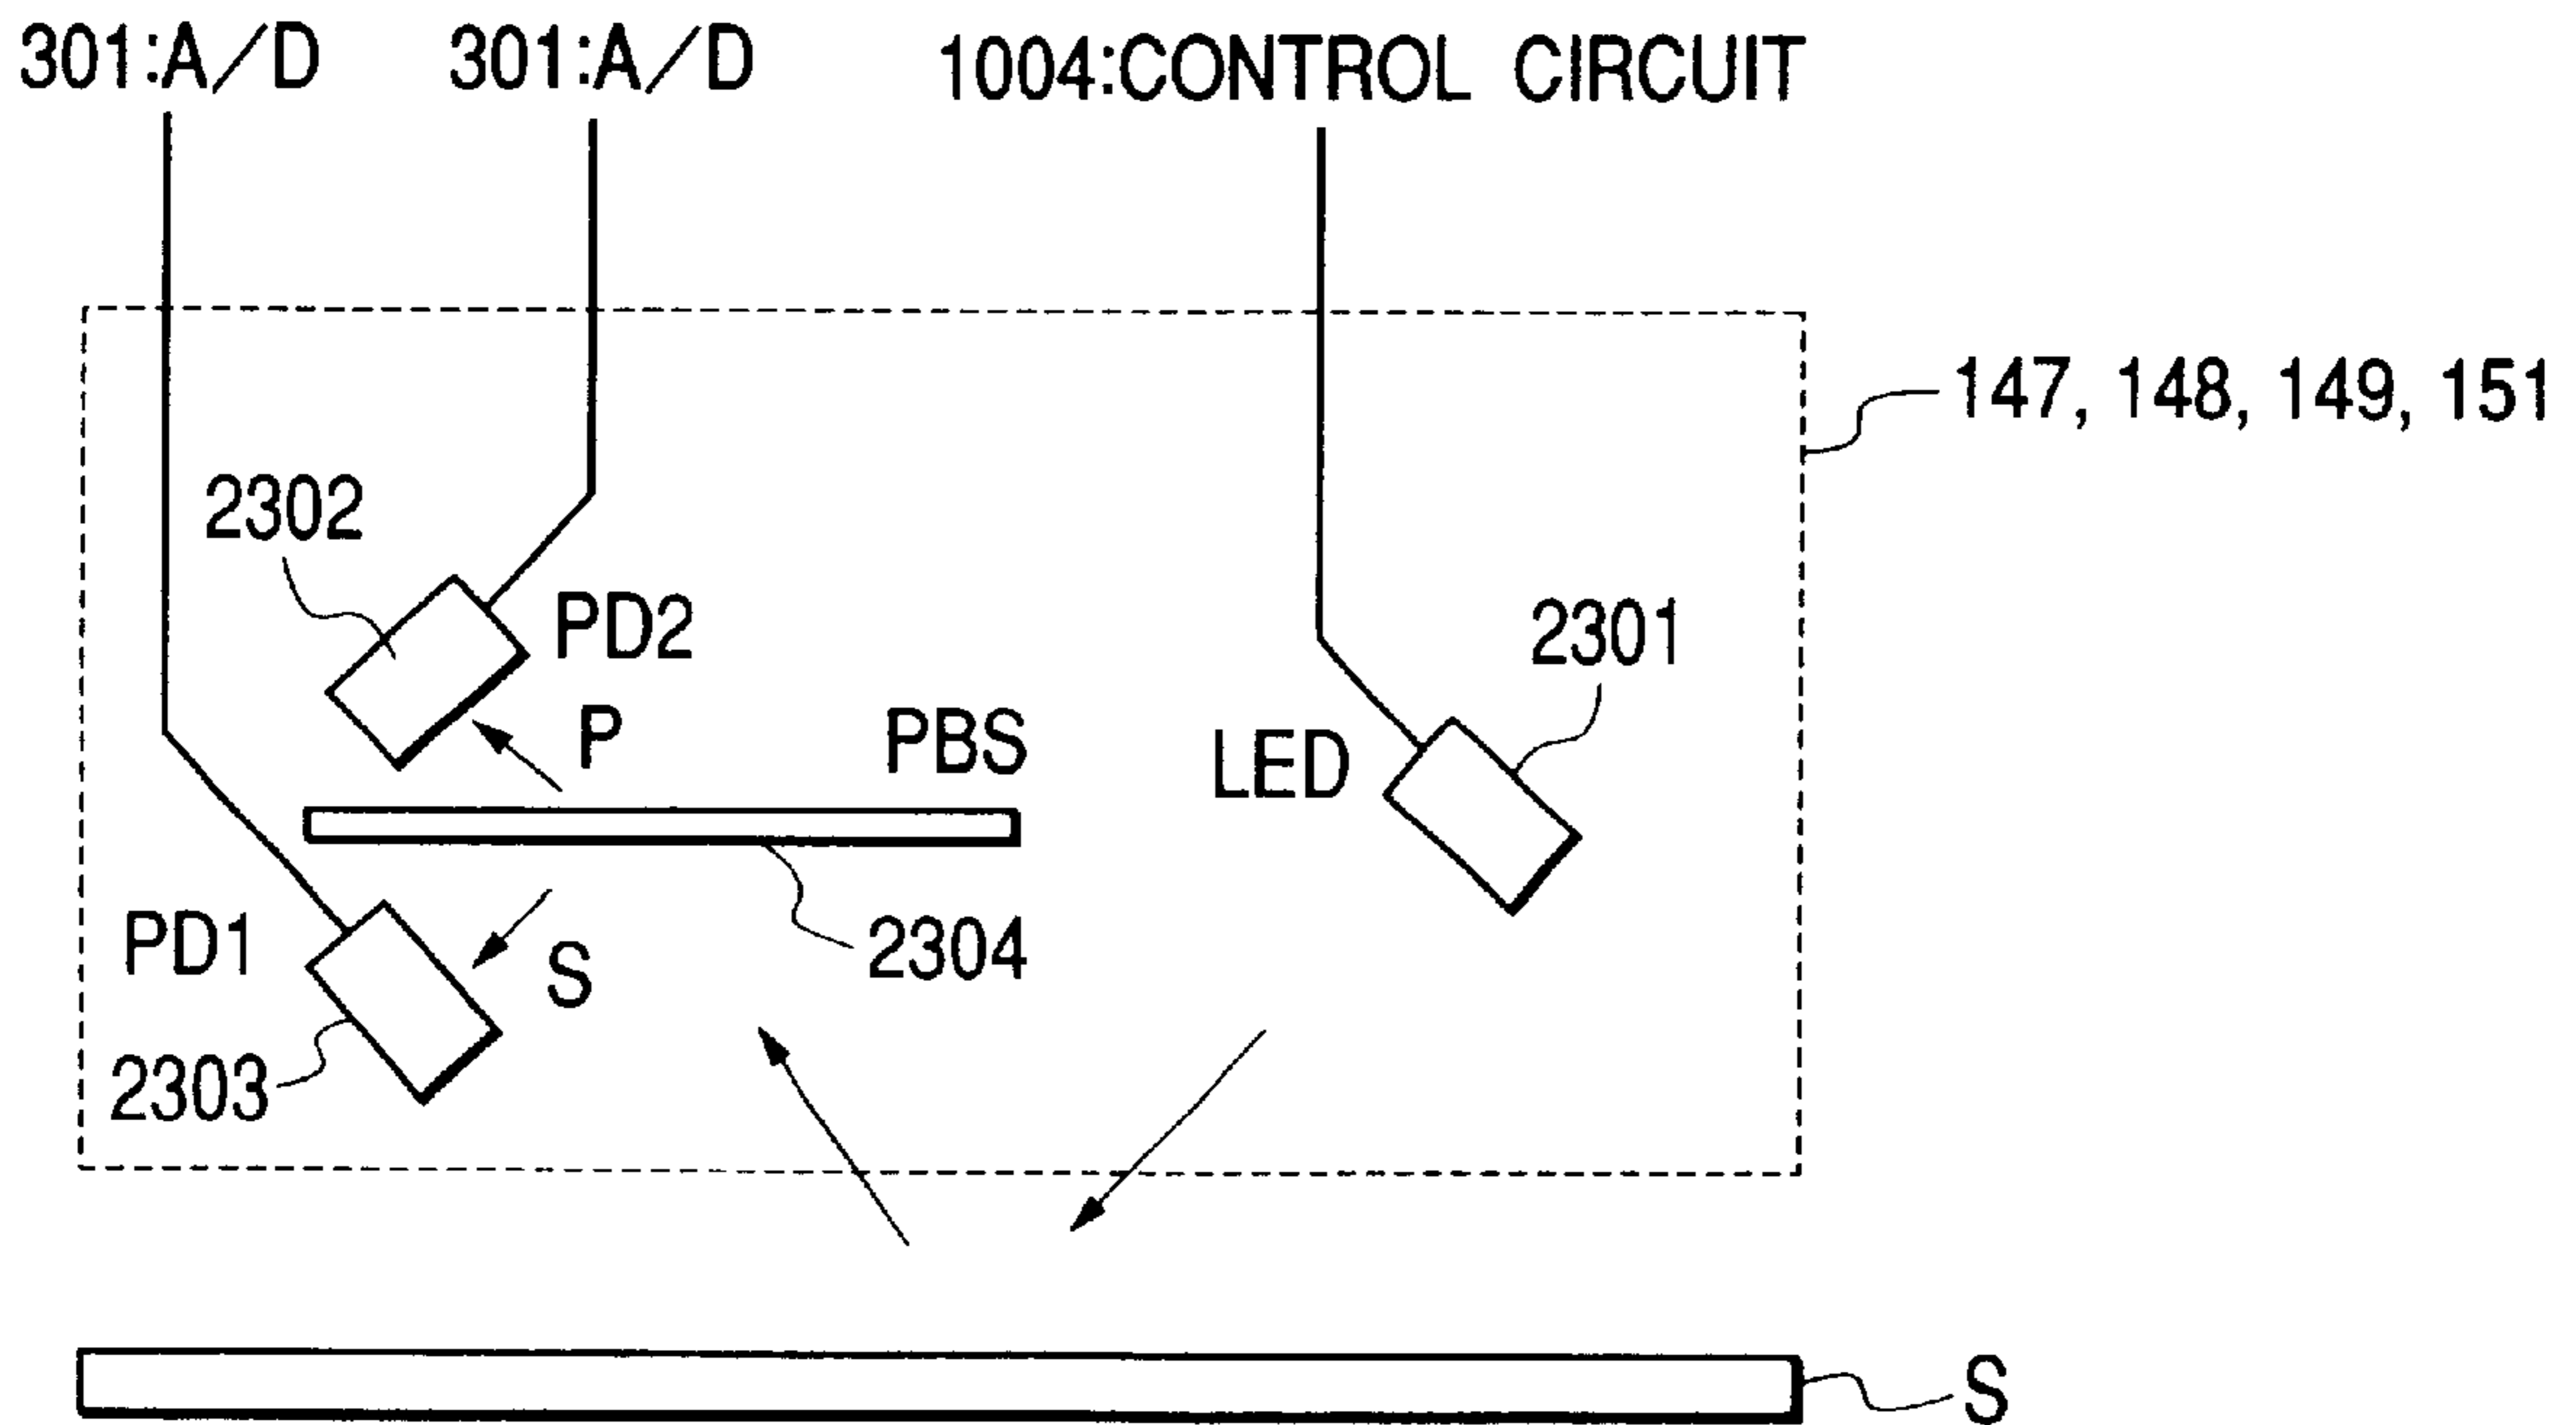 301:A/D 301:A/D 1004:CONTROL CIRCUIT
147, 148, 149, 151
2302
PD2
2301
P
PBS
LED
PD1
S
2304
2303
S